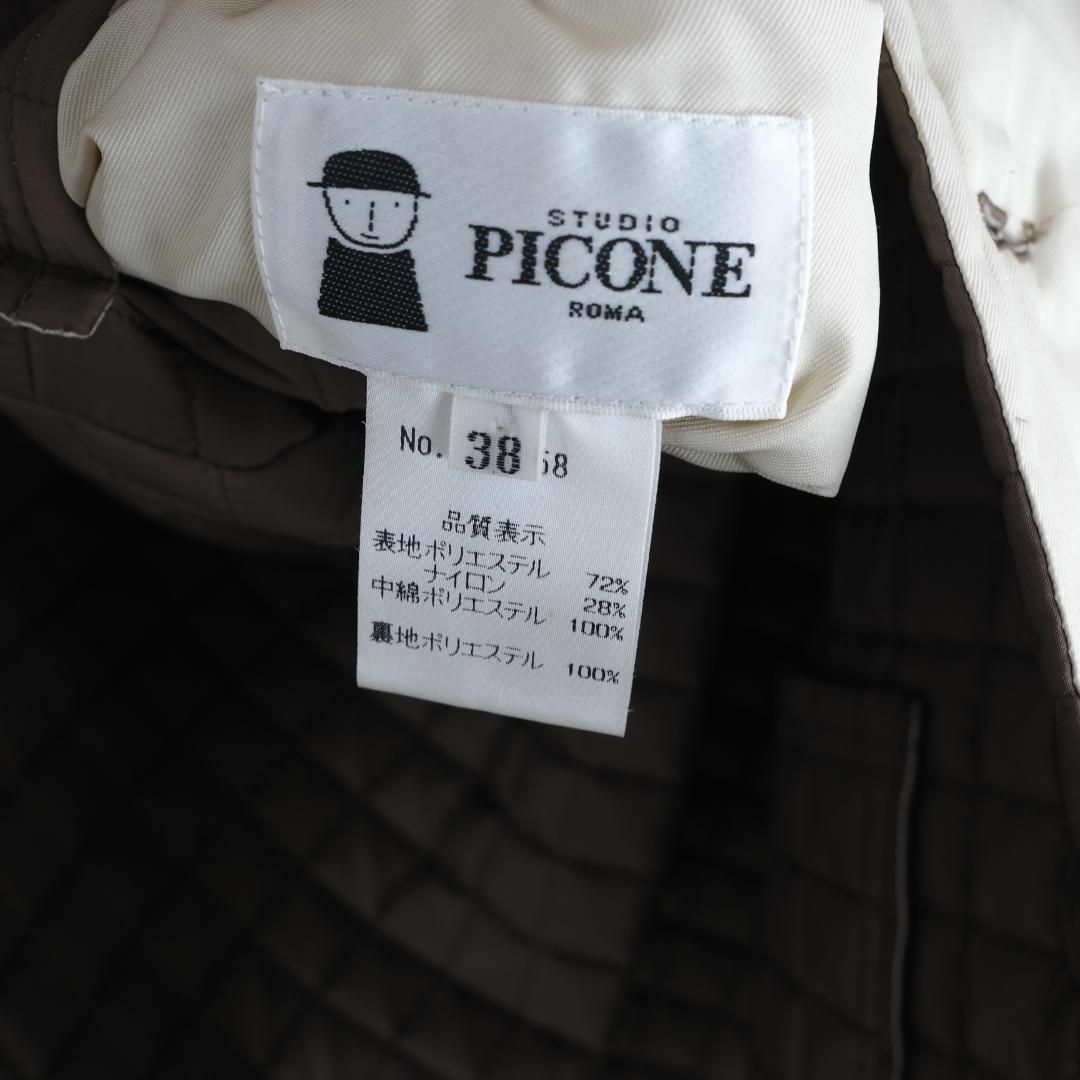 STUDIO
PICONE
ROMA
No. 38 58
品質表示
表地ポリエステル 72%
ナイロン 28%
中綿ポリエステル 100%
裏地ポリエステル 100%